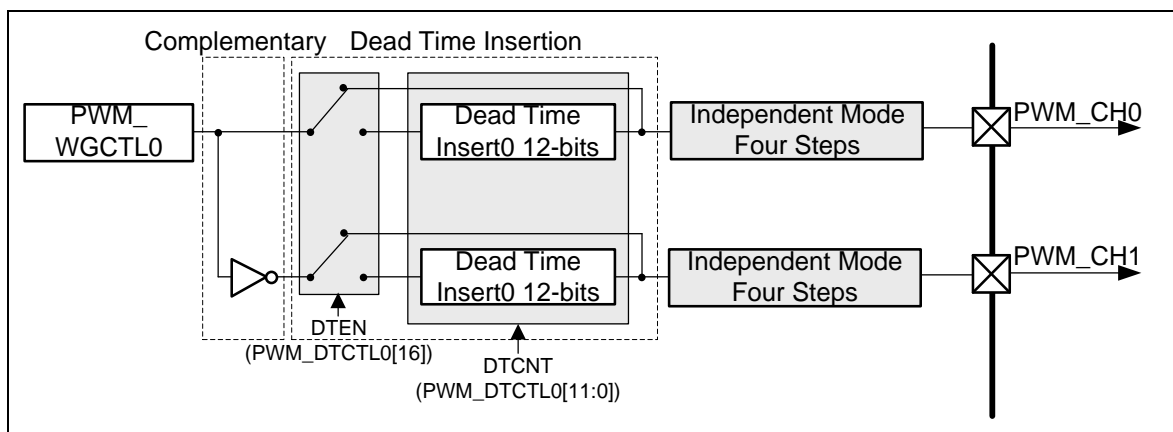 Complementary
Dead Time Insertion
PWM_
WGCTL0
Dead Time
Insert0 12-bits
Independent Mode
Four Steps
PWM_CH0
Dead Time
Insert0 12-bits
Independent Mode
Four Steps
PWM_CH1
DTEN
(PWM_DTCTL0[16])
DTCNT
(PWM_DTCTL0[11:0])